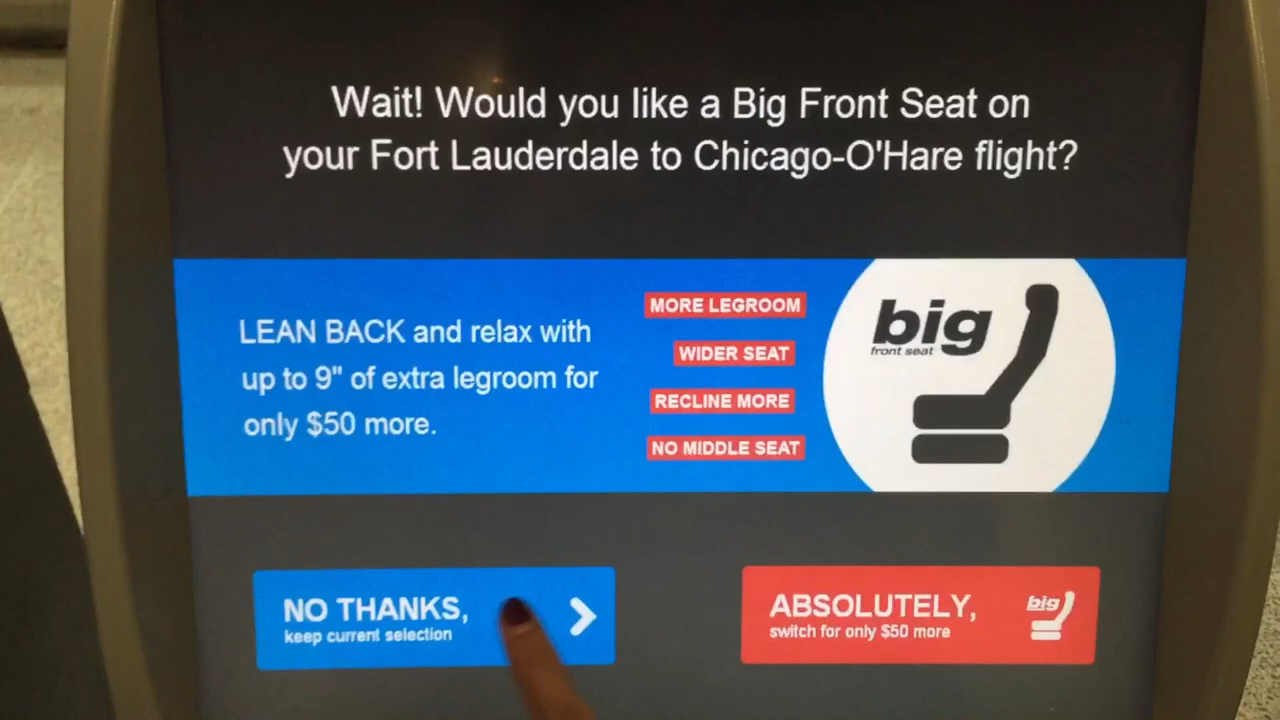 Wait! Would you like a Big Front Seat on
your Fort Lauderdale to Chicago-O'Hare flight?
LEAN BACK and relax with
up to 9" of extra legroom for
only $50 more.
MORE LEGROOM
WIDER SEAT
RECLINE MORE
NO MIDDLE SEAT
big
front seat
NO THANKS,
keep current selection
ABSOLUTELY,
switch for only $50 more
big